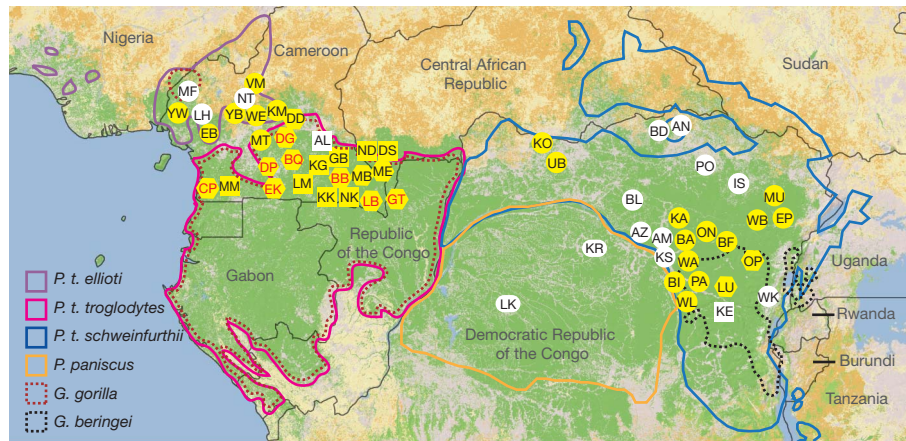 Nigeria
Cameroon
Central African
Republic
Sudan
VM
MF
NT
YW
LH
YB
WE
KM
DD
EB
MT
DG
AL
DP
BQ
KG
GB
ND
DS
CP
MM
EK
LM
BB
MB
ME
KK
NK
LB
GT
KO
UB
BD
AN
PO
IS
BL
MU
KA
WB
EP
AZ
AM
BA
ON
BF
KR
KS
WA
OP
BI
PA
LU
WL
KE
WK
LK
Republic
of the Congo
Gabon
Uganda
Rwanda
Democratic Republic
of the Congo
Burundi
Tanzania
P. t. ellioti
P. t. troglodytes
P. t. schweinfurthii
P. paniscus
G. gorilla
G. beringei